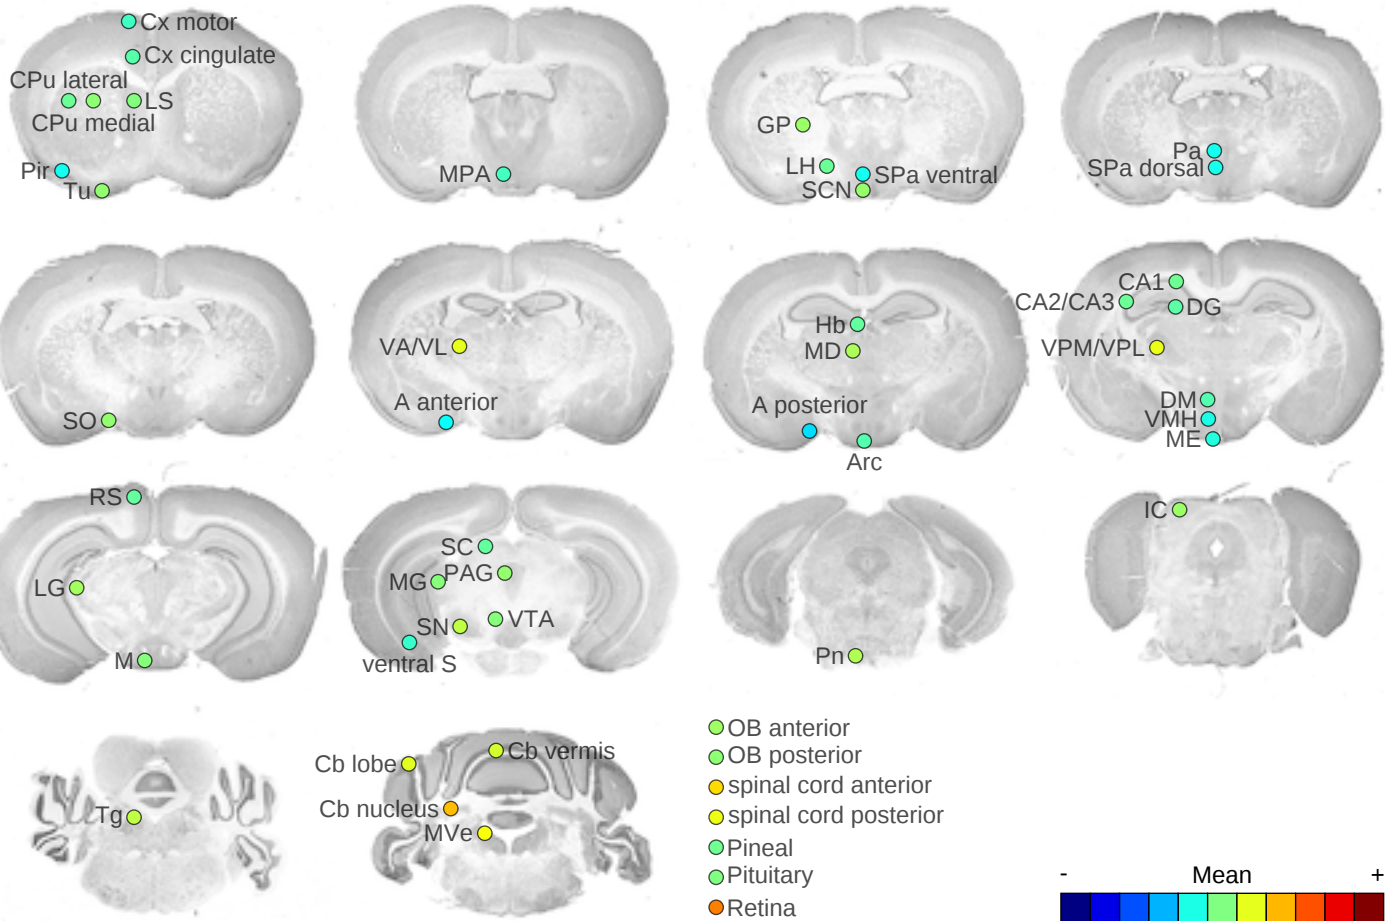 Cx motor
Cx cingulate
CPu lateral
LS
CPu medial
Pir
Tu
MPA
GP
LH
SPa ventral
SCN
Pa
SPa dorsal
SO
VA/VL
A anterior
Hb
MD
A posterior
Arc
CA1
CA2/CA3
DG
VPM/VPL
DM
VMH
ME
RS
LG
M
SC
MG
PAG
SN
VTA
ventral S
Pn
IC
Tg
Cb lobe
Cb vermis
Cb nucleus
MVe
OB anterior
OB posterior
spinal cord anterior
spinal cord posterior
Pineal
Pituitary
Retina
- Mean +